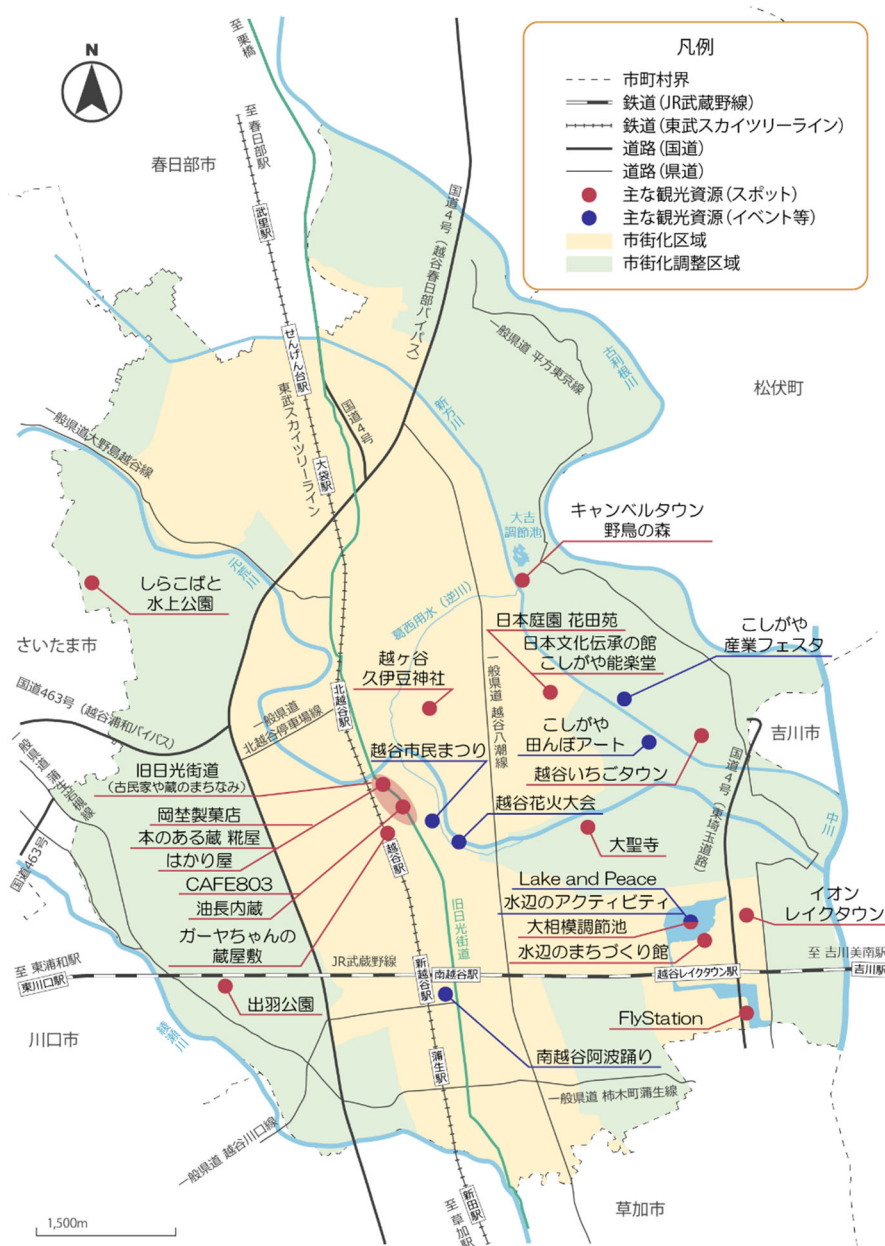 凡例
市町村界
鉄道(JR武蔵野線)
鉄道(東武スカイツリーライン)
道路(国道)
道路(県道)
主な観光資源(スポット)
主な観光資源(イベント等)
市街化区域
市街化調整区域
N
至 栗橋
至 春日部駅
春日部市
武里駅
国道4号(越谷春日部バイパス)
一般県道 平方東京線
古利根川
松伏町
せんげん台駅
東武スカイツリーライン
国道4号
新方川
一般県道大野島越谷線
大袋駅
元荒川
大吉
調節池
キャンベルタウン
野鳥の森
しらこばと
水上公園
葛西用水(逆川)
日本庭園 花田苑
日本文化伝承の館
こしがや能楽堂
こしがや
産業フェスタ
さいたま市
越ヶ谷
久伊豆神社
国道463号(越谷浦和バイパス)
一般県道
北越谷停車場線
北越谷駅
一般県道 越谷八潮線
吉川市
一般県道 蒲生岩槻線
国道463号
こしがや
田んぼアート
越谷いちごタウン
国道4号(東埼玉道路)
旧日光街道
(古民家や蔵のまちなみ)
越谷市民まつり
岡埜製菓店
本のある蔵 糀屋
はかり屋
越谷花火大会
中川
大聖寺
越谷駅
CAFE803
油長内蔵
ガーヤちゃんの
蔵屋敷
旧日光街道
Lake and Peace
水辺のアクティビティ
大相模調節池
水辺のまちづくり館
イオン
レイクタウン
至 東浦和駅
東川口駅
JR武蔵野線
新越谷駅
南越谷駅
越谷レイクタウン駅
至 吉川美南駅
吉川駅
出羽公園
FlyStation
川口市
綾瀬川
南越谷阿波踊り
蒲生駅
一般県道 柿木町蒲生線
一般県道 越谷川口線
新田駅
至 草加駅
草加市
1,500m